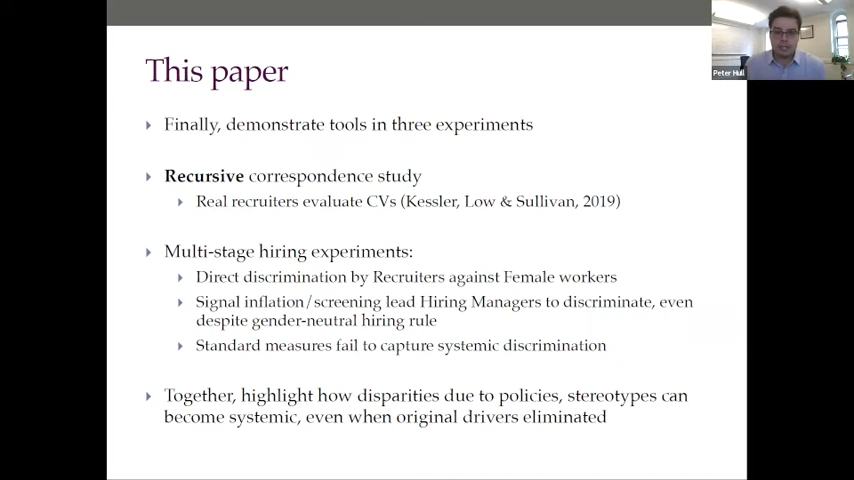 This paper
Finally, demonstrate tools in three experiments
Recursive correspondence study
Real recruiters evaluate CVs (Kessler, Low & Sullivan, 2019)
Multi-stage hiring experiments:
Direct discrimination by Recruiters against Female workers
Signal inflation/screening lead Hiring Managers to discriminate, even
despite gender-neutral hiring rule
Standard measures fail to capture systemic discrimination
Together, highlight how disparities due to policies, stereotypes can
become systemic, even when original drivers eliminated
Peter Hull